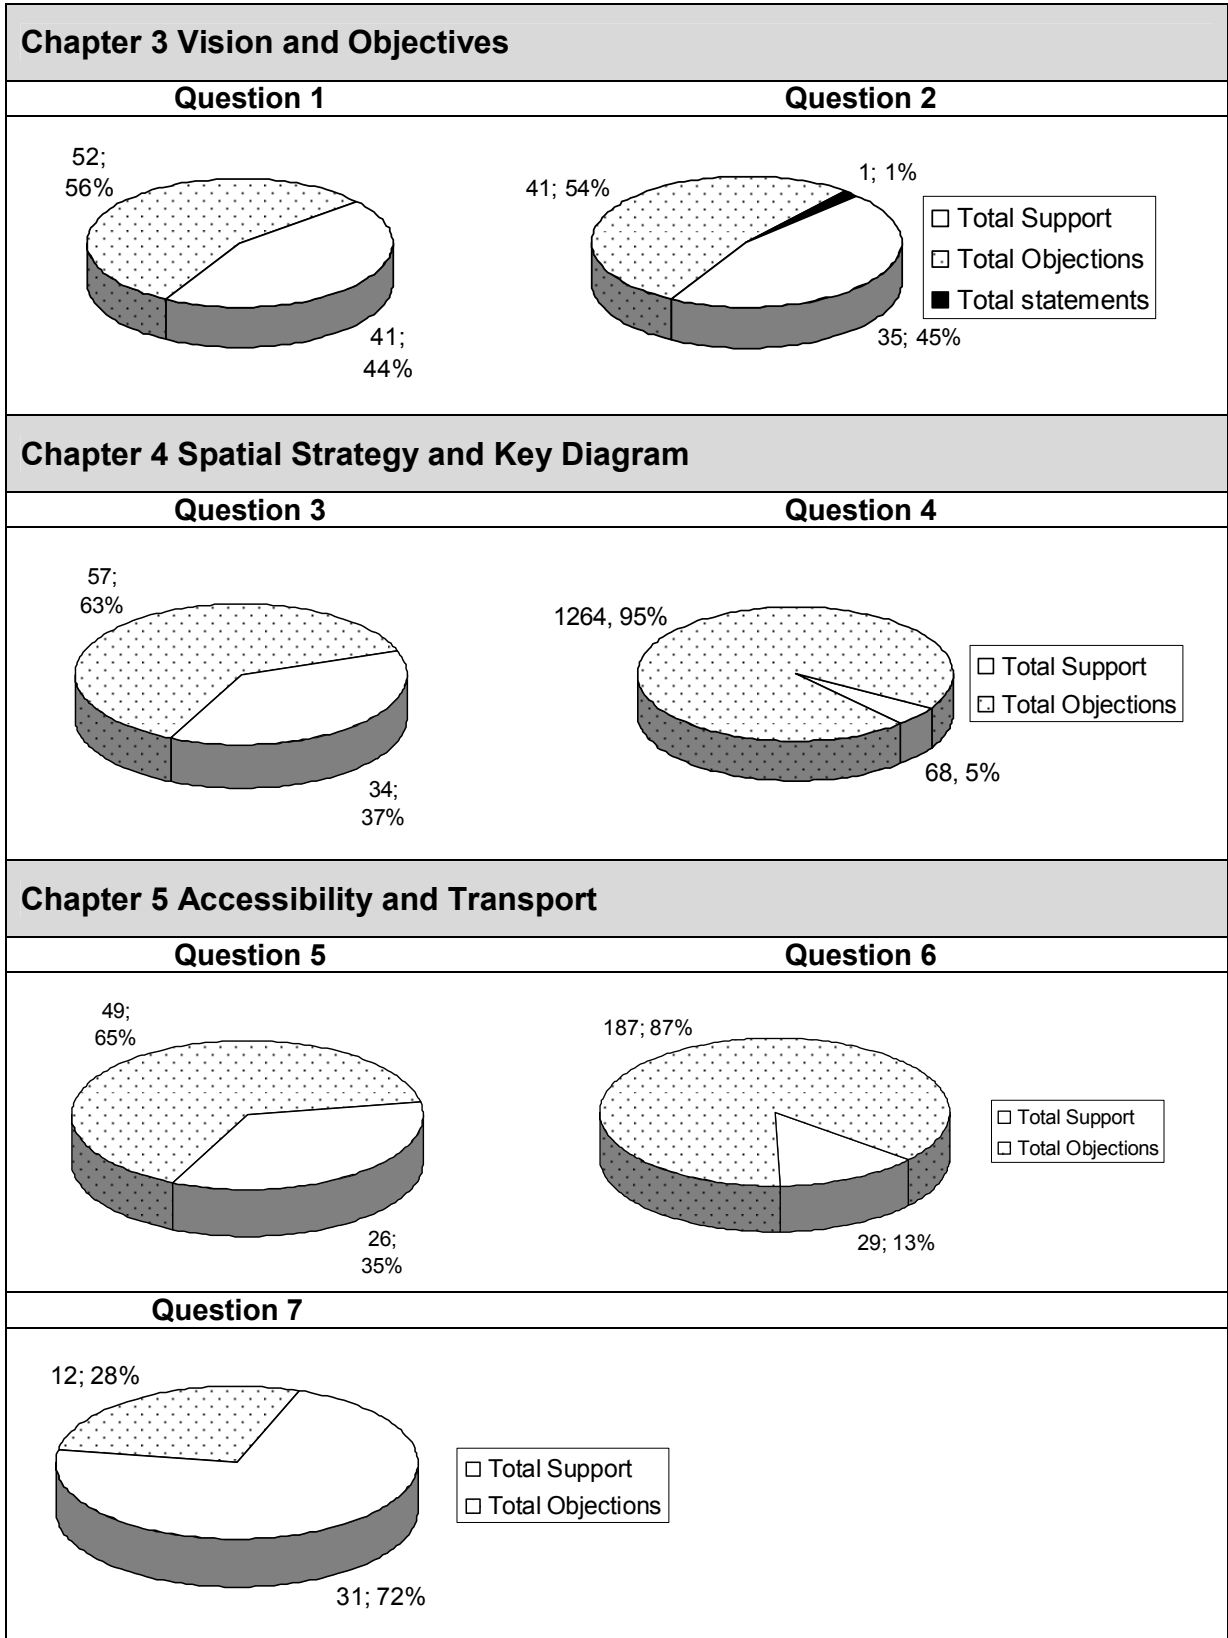 Chapter 3 Vision and Objectives
Question 1
Question 2
52;
56%
41;
44%
41; 54%
1; 1%
35; 45%
Total Support
Total Objections
Total statements
Chapter 4 Spatial Strategy and Key Diagram
Question 3
Question 4
57;
63%
34;
37%
1264, 95%
68, 5%
Total Support
Total Objections
Chapter 5 Accessibility and Transport
Question 5
Question 6
49;
65%
26;
35%
187; 87%
29; 13%
Total Support
Total Objections
Question 7
12; 28%
31; 72%
Total Support
Total Objections